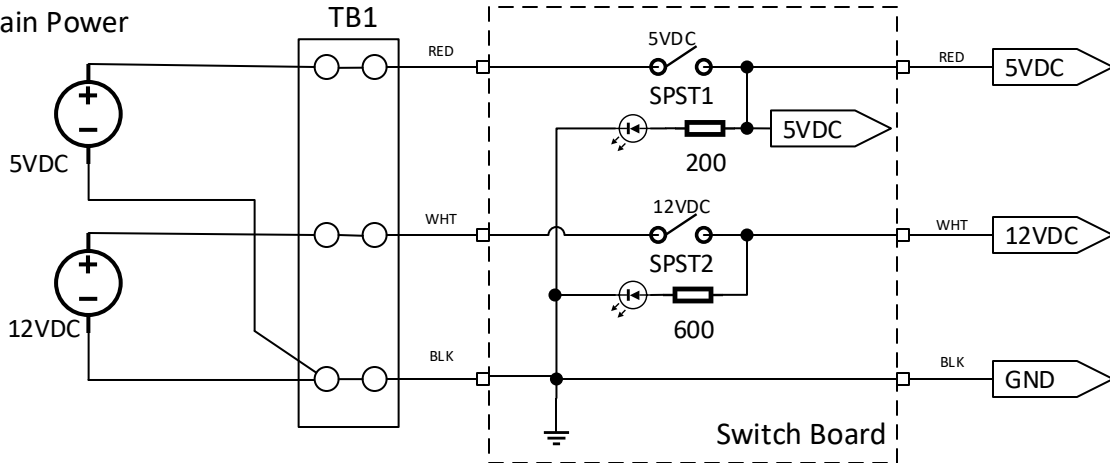 ain Power
TB1
RED
5VDC
SPST1
RED
5VDC
5VDC
200
5VDC
WHT
12VDC
SPST2
WHT
12VDC
12VDC
600
BLK
BLK
GND
Switch Board